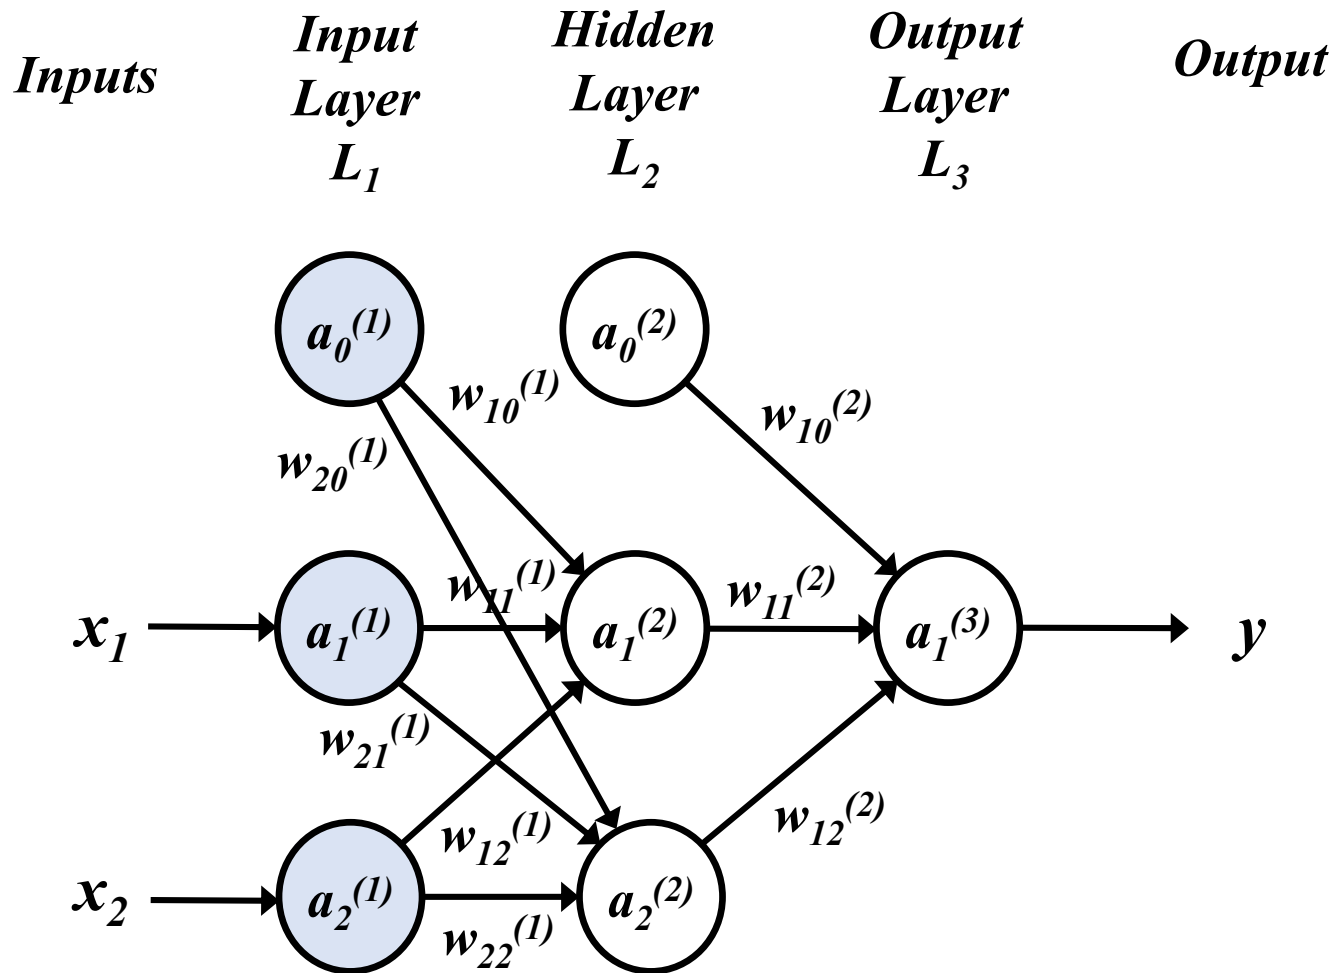 Inputs
Input
Layer
L₁
Hidden
Layer
L₂
Output
Layer
L₃
Output
a₀⁽¹⁾
a₀⁽²⁾
w₁₀⁽¹⁾
w₁₀⁽²⁾
w₂₀⁽¹⁾
w₁₁⁽¹⁾
w₁₁⁽²⁾
x₁
a₁⁽¹⁾
a₁⁽²⁾
a₁⁽³⁾
y
w₂₁⁽¹⁾
w₁₂⁽¹⁾
w₁₂⁽²⁾
x₂
a₂⁽¹⁾
a₂⁽²⁾
w₂₂⁽¹⁾